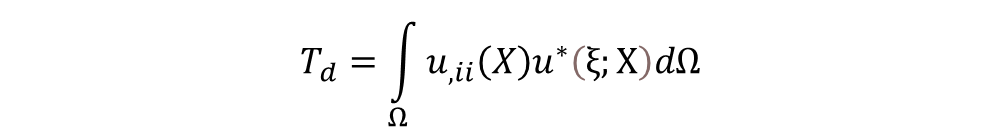 T_d = ∫_Ω u_{,ii}(X)u*(ξ; X)dΩ